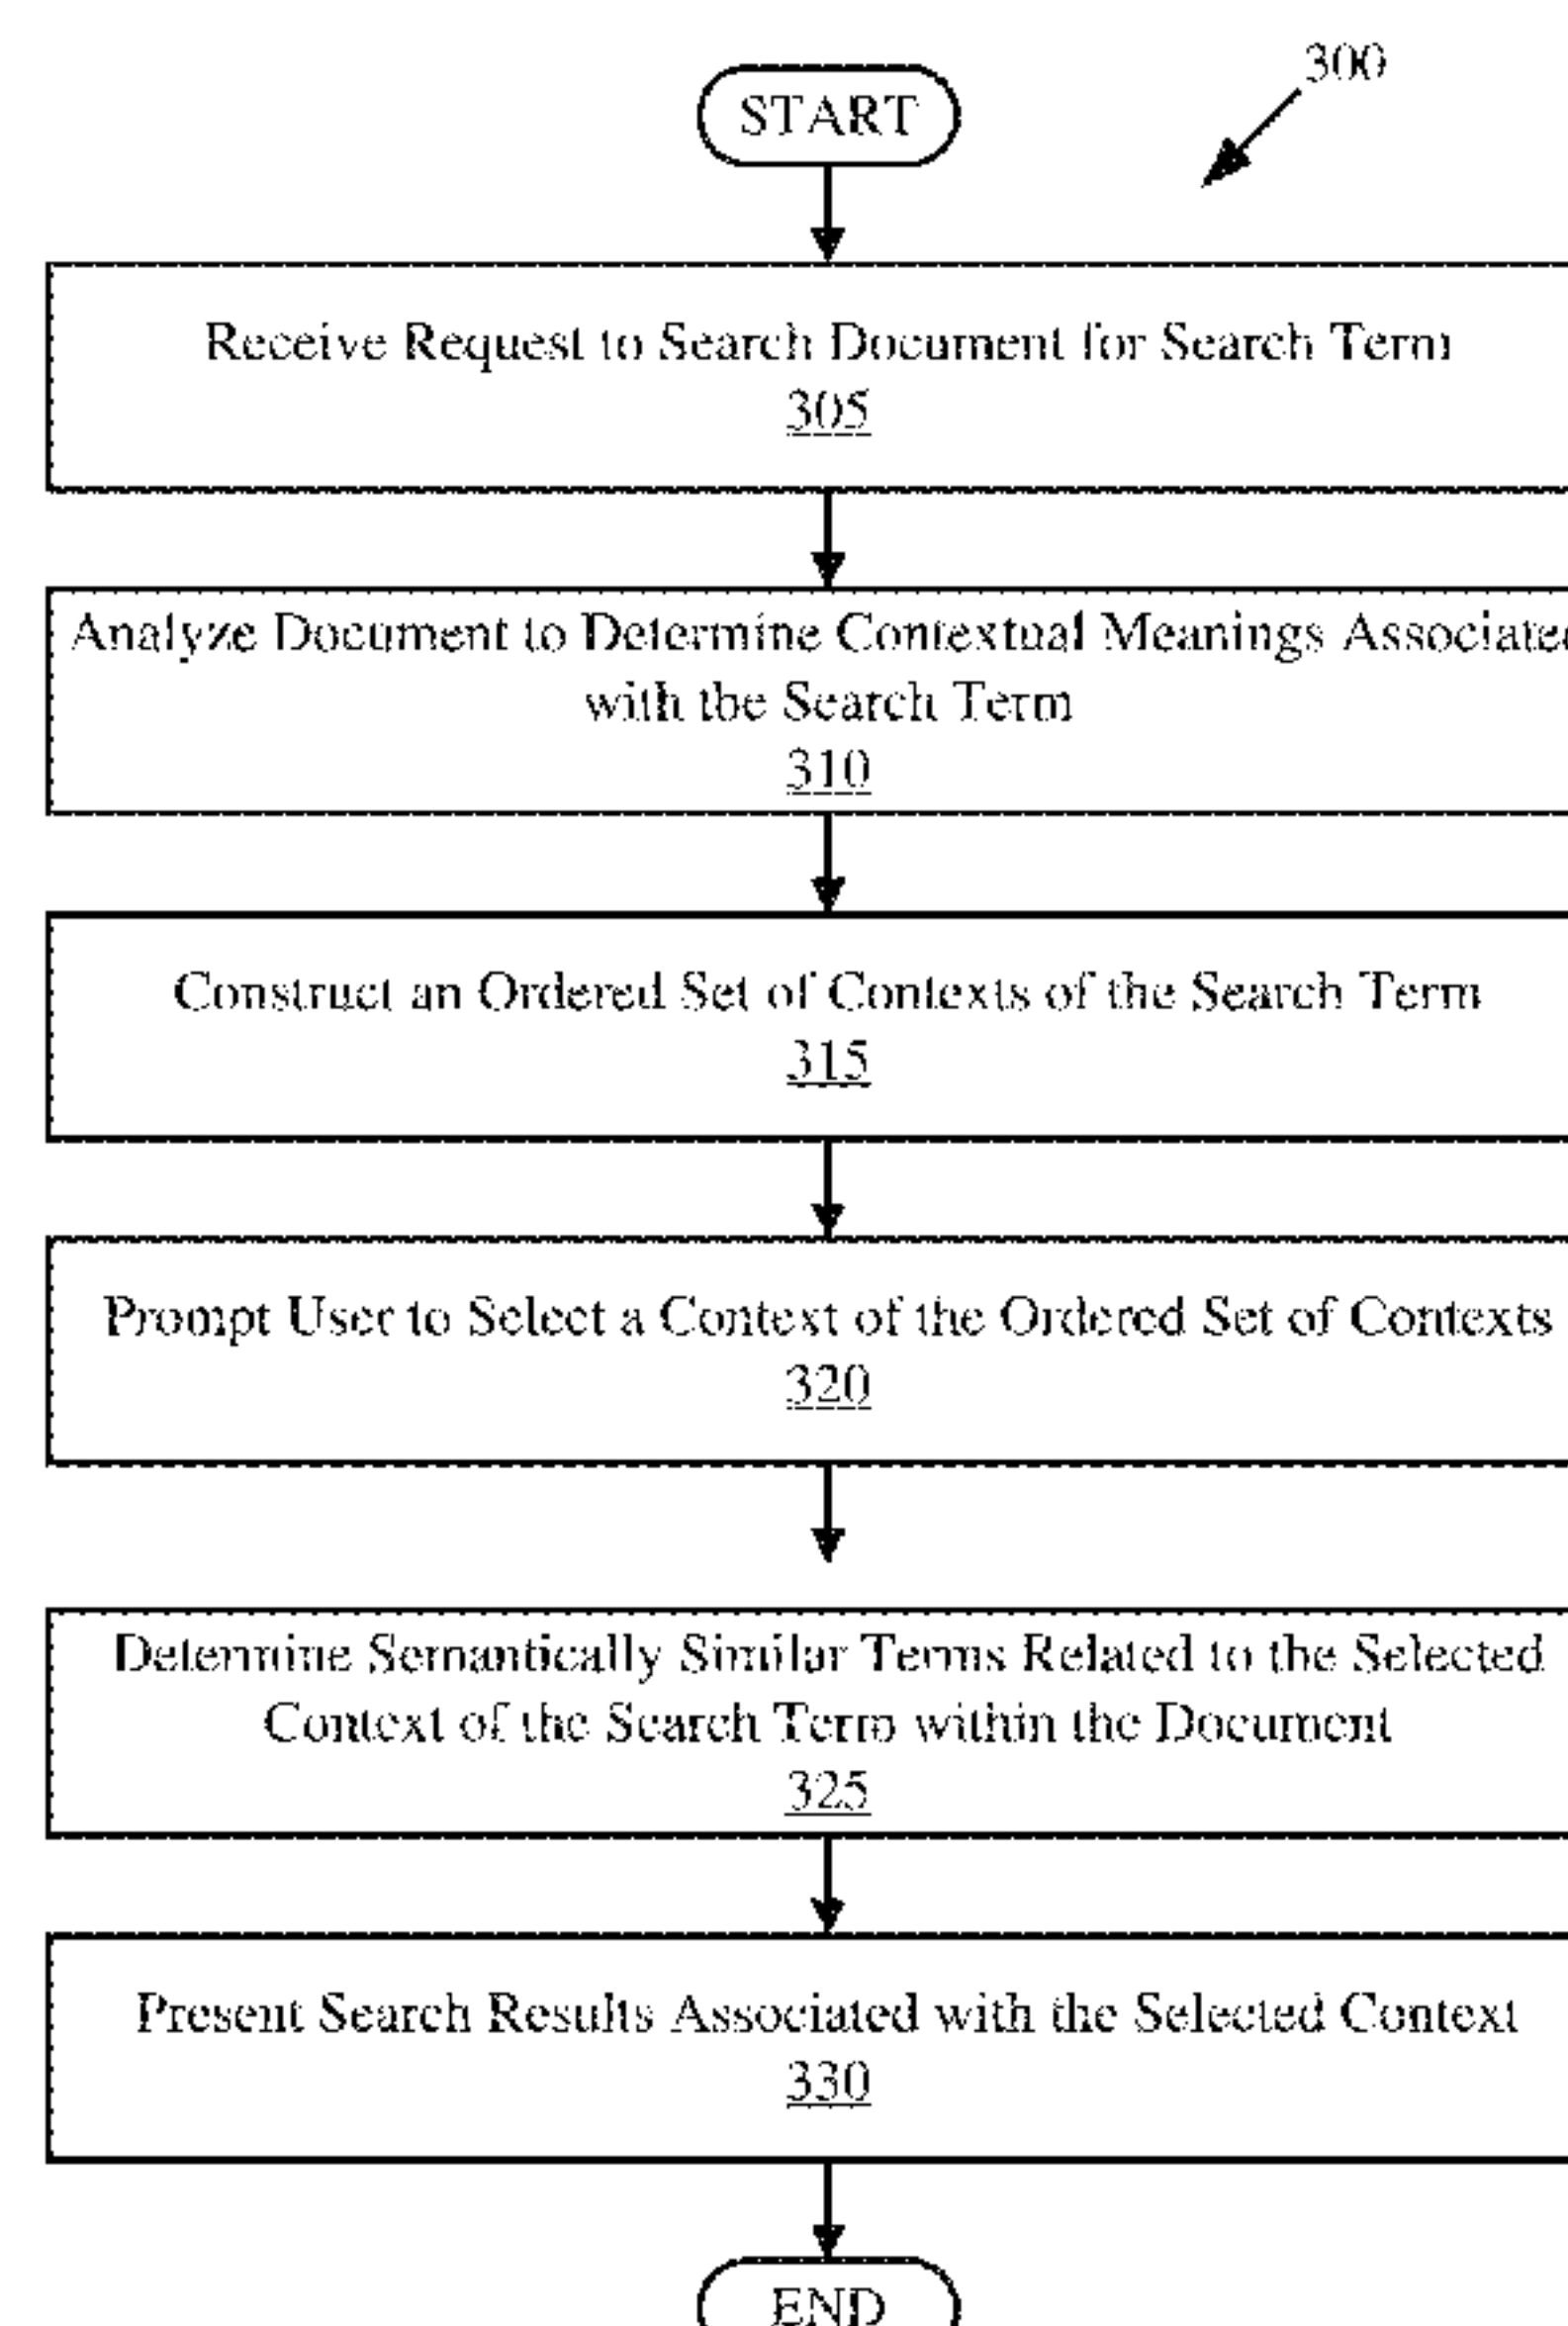 300
START
Receive Request to Search Document for Search Term
305
Analyze Document to Determine Contextual Meanings Associated
with the Search Term
310
Construct an Ordered Set of Contexts of the Search Term
315
Prompt User to Select a Context of the Ordered Set of Contexts
320
Determine Semantically Similar Terms Related to the Selected
Context of the Search Term within the Document
325
Present Search Results Associated with the Selected Context
330
END